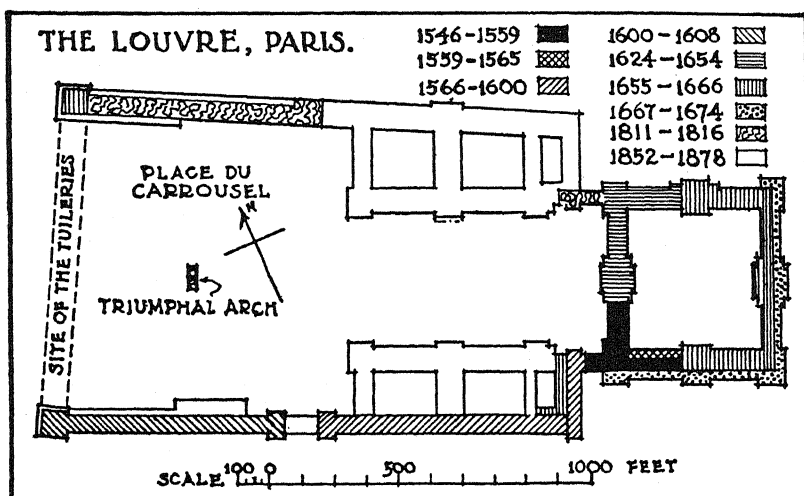 THE LOUVRE, PARIS.
1546-1559
1559-1565
1566-1600
1600-1608
1624-1654
1655-1666
1667-1674
1811-1816
1852-1878
PLACE DU
CARROUSEL
N
SITE OF THE TUILERIES
TRIUMPHAL ARCH
SCALE 100 0 500 1000 FEET